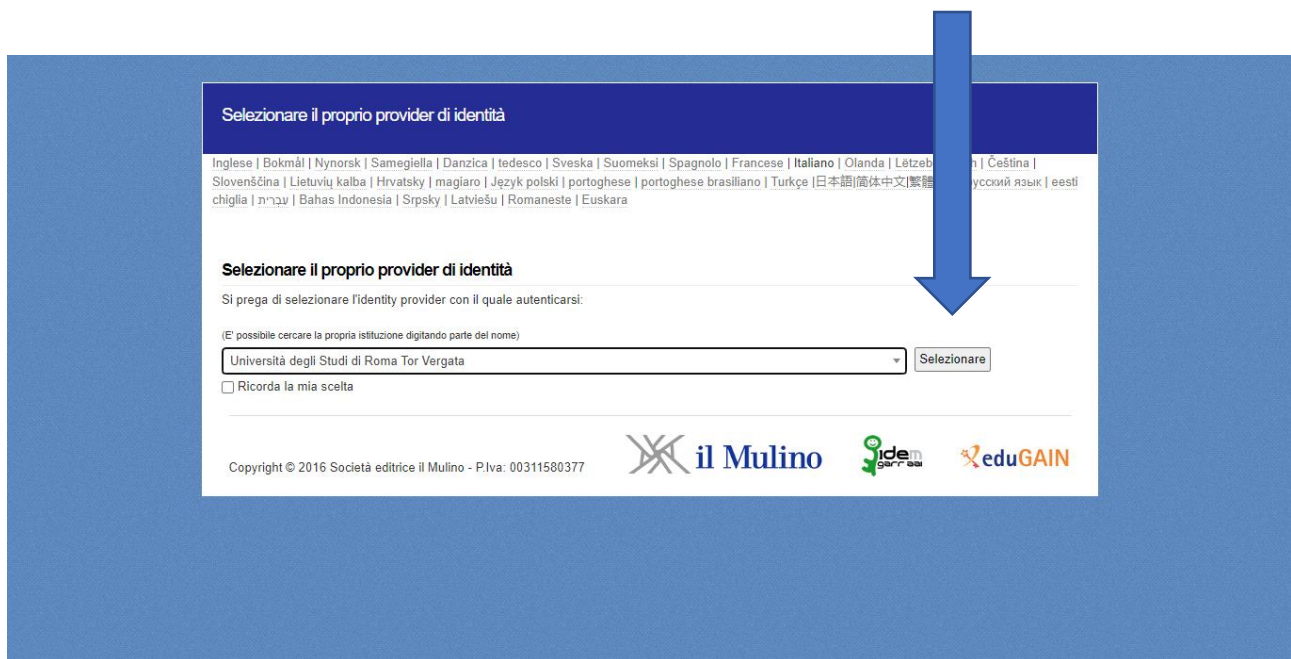 Selezionare il proprio provider di identità
Inglese | Bokmål | Nynorsk | Samegiella | Danzica | tedesco | Sveska | Suomeksi | Spagnolo | Francese | Italiano | Olanda | Čeština |
Slovenščina | Lietuvių kalba | Hrvatsky | magiaro | Język polski | portoghese | portoghese brasiliano | Turkçe |日本語|简体中文|繁體 язык | eesti
chiglia | עִברִית | Bahas Indonesia | Srpsky | Latviešu | Romaneste | Euskara
Selezionare il proprio provider di identità
Si prega di selezionare l'identity provider con il quale autenticarsi:
(E' possibile cercare la propria istituzione digitando parte del nome)
Università degli Studi di Roma Tor Vergata Selezionare
Ricorda la mia scelta
Copyright © 2016 Società editrice il Mulino - P.Iva: 00311580377 il Mulino idem garr aai eduGAIN